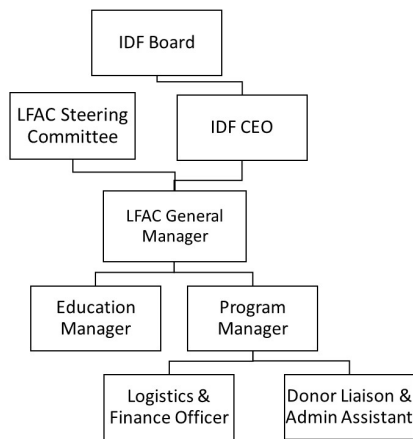 IDF Board
LFAC Steering
Committee
IDF CEO
LFAC General
Manager
Education
Manager
Program
Manager
Logistics &
Finance Officer
Donor Liaison &
Admin Assistant